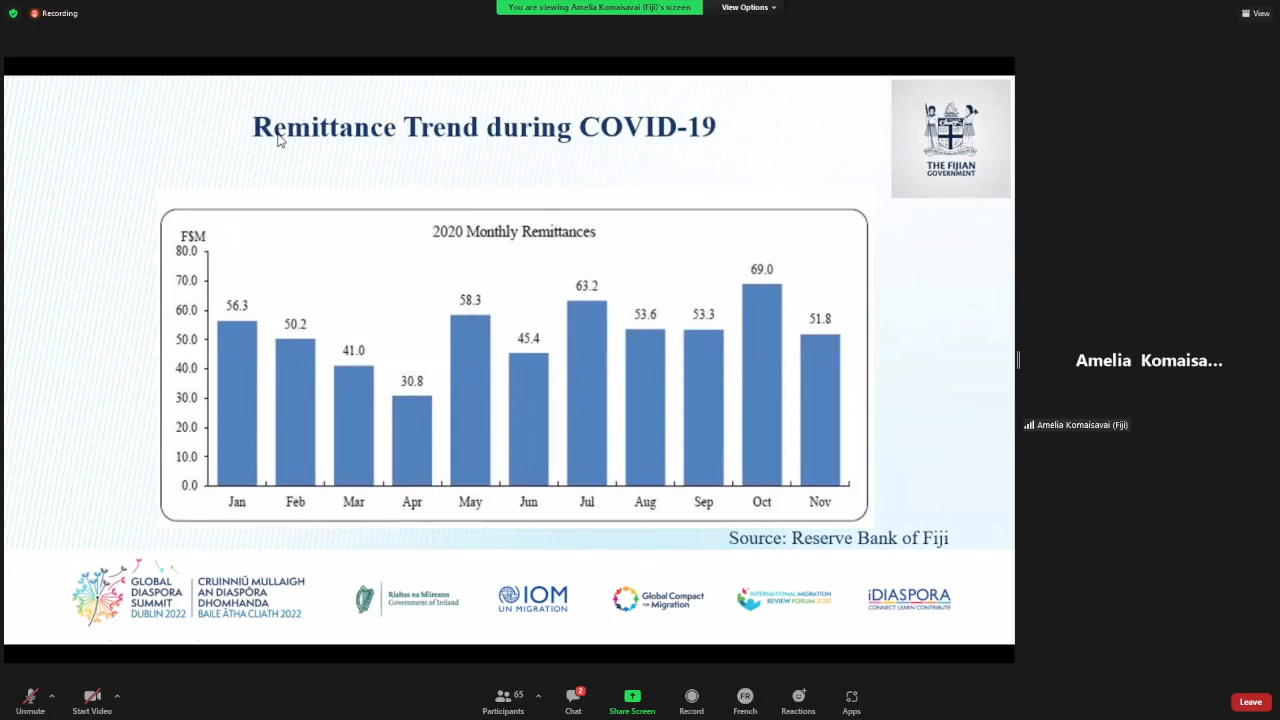 Recording
You are viewing Amelia Komaisavai (Fiji)'s screen
View Options
View
Remittance Trend during COVID-19
THE FIJIAN
GOVERNMENT
2020 Monthly Remittances
F$M
80.0
70.0
60.0
50.0
40.0
30.0
20.0
10.0
0.0
56.3
50.2
41.0
30.8
58.3
45.4
63.2
53.6
53.3
69.0
51.8
Jan Feb Mar Apr May Jun Jul Aug Sep Oct Nov
Source: Reserve Bank of Fiji
GLOBAL
DIASPORA
SUMMIT
DUBLIN 2022
CRUINNIÚ MULLAIGH
AN DIASPÓRA
DHOMHANDA
BAILE ÁTHA CLIATH 2022
Rialtas na hÉireann
Government of Ireland
IOM
UN MIGRATION
Global Compact
FOR Migration
INTERNATIONAL MIGRATION
REVIEW FORUM 2022
iDIASPORA
CONNECT LEARN CONTRIBUTE
Amelia Komaisa...
Amelia Komaisavai (Fiji)
Unmute
Start Video
65
Participants
2
Chat
Share Screen
Record
FR
French
Reactions
Apps
Leave